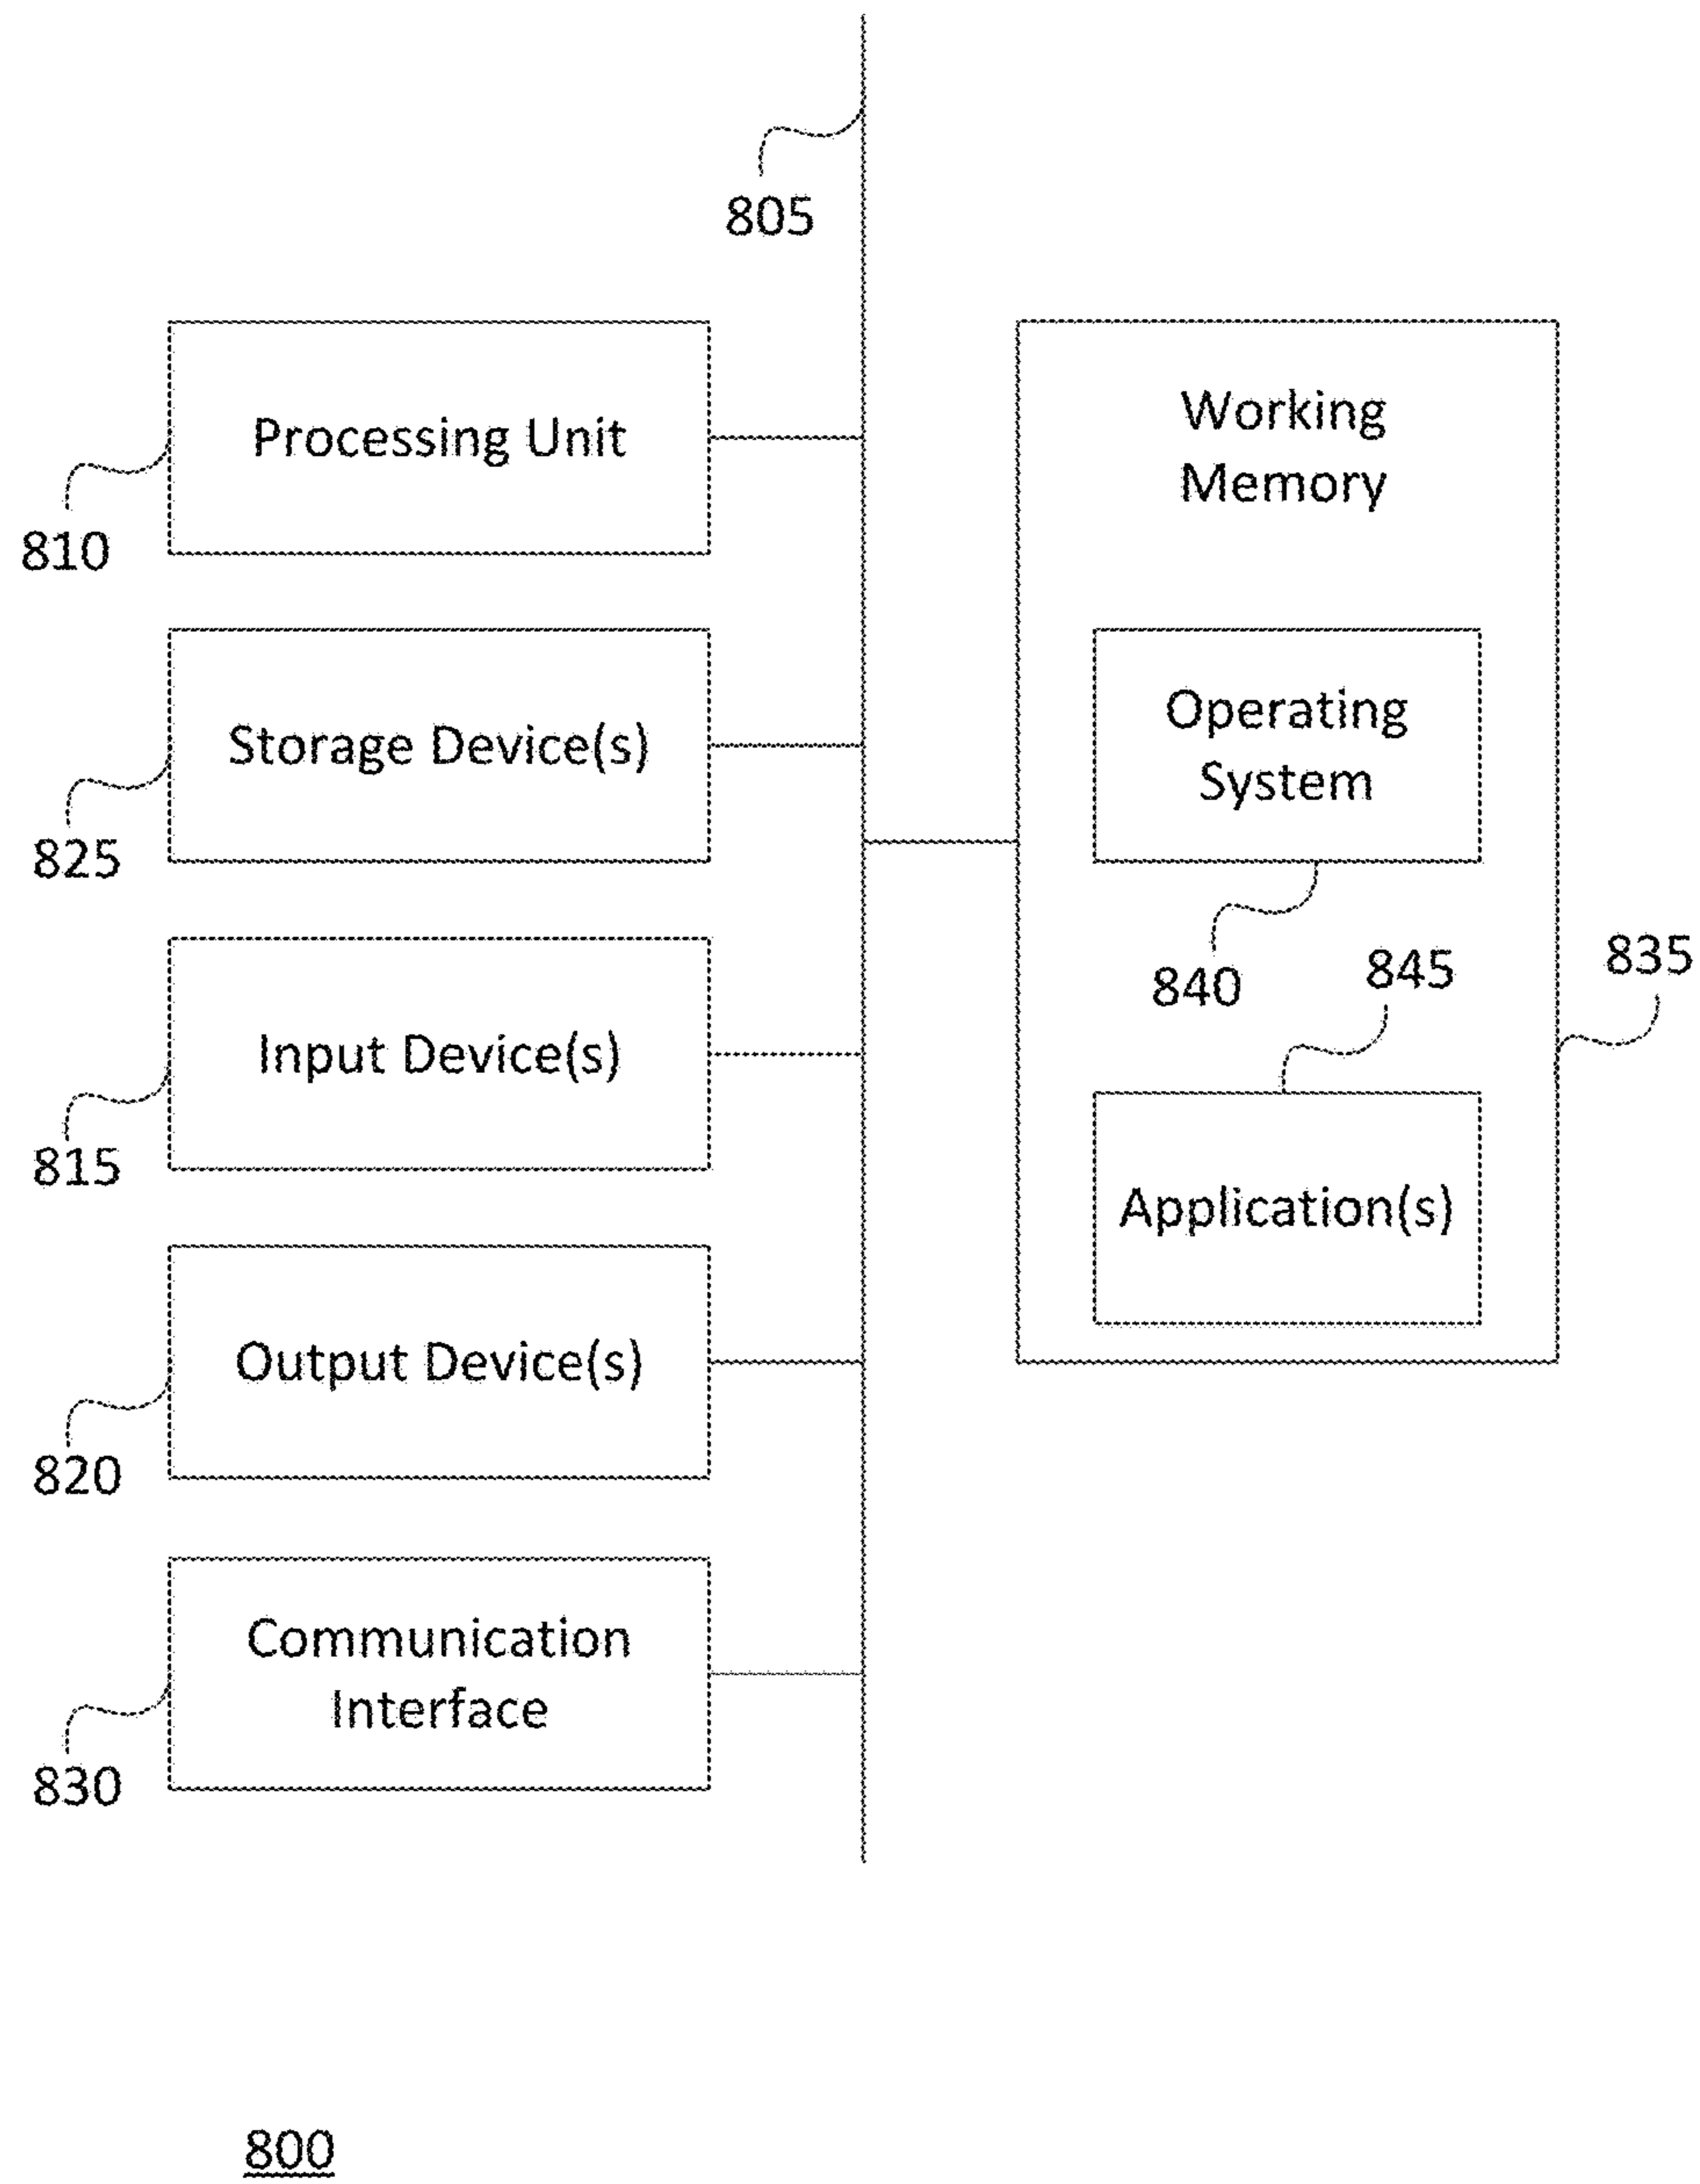 805
Processing Unit
810
Storage Device(s)
825
Input Device(s)
815
Output Device(s)
820
Communication
Interface
830
Working
Memory
Operating
System
840
845
835
Application(s)
800